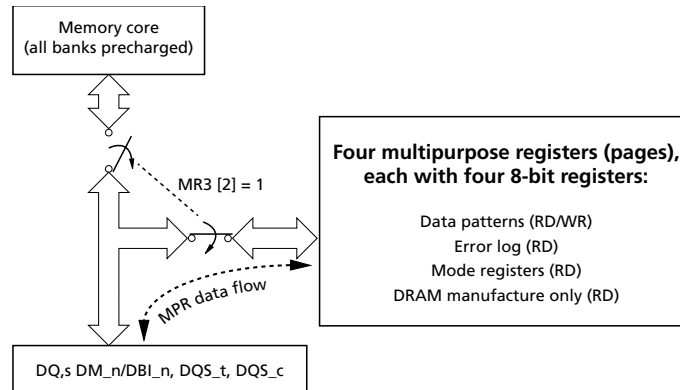 Memory core
(all banks precharged)
Four multipurpose registers (pages),
each with four 8-bit registers:
MR3 [2] = 1
Data patterns (RD/WR)
Error log (RD)
Mode registers (RD)
DRAM manufacture only (RD)
MPR data flow
DQ,s DM_n/DBI_n, DQS_t, DQS_c